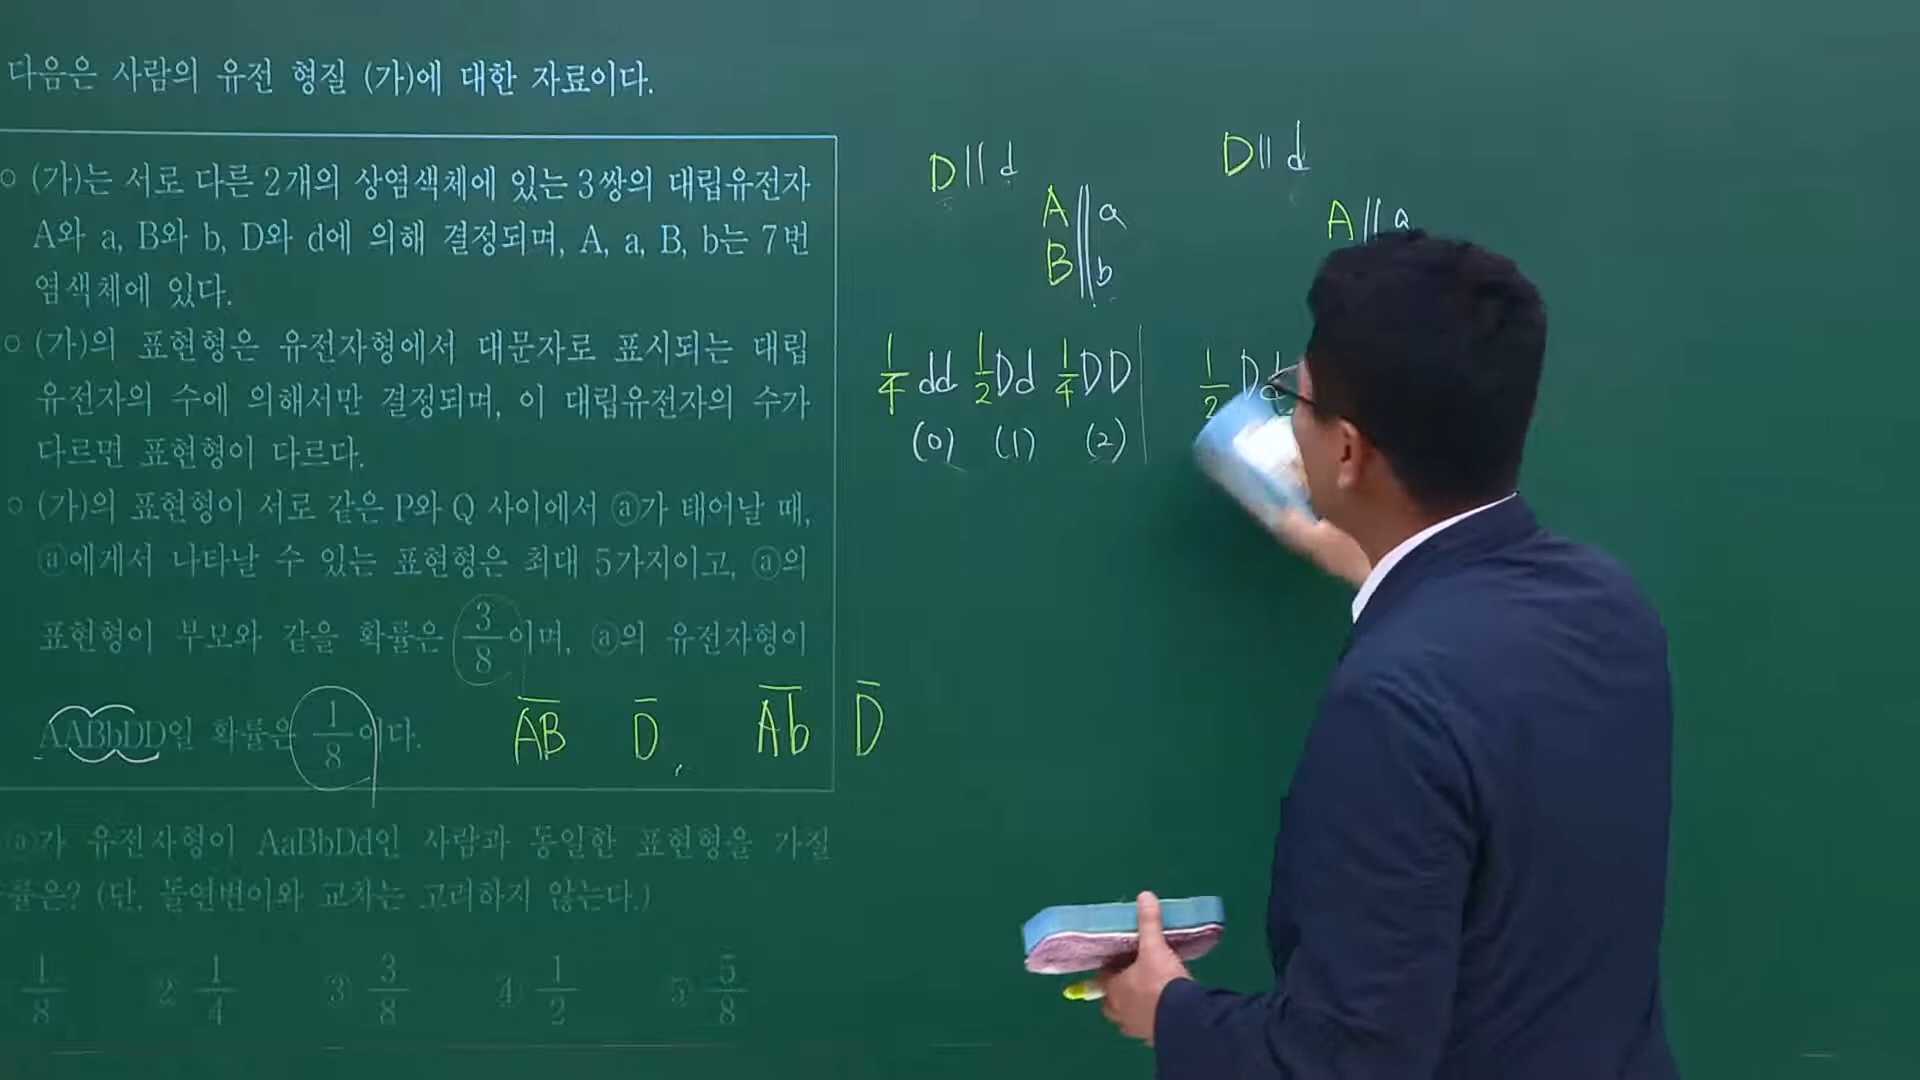 다음은 사람의 유전 형질 (가)에 대한 자료이다.
○ (가)는 서로 다른 2개의 상염색체에 있는 3쌍의 대립유전자
A와 a, B와 b, D와 d에 의해 결정되며, A, a, B, b는 7번
염색체에 있다.
○ (가)의 표현형은 유전자형에서 대문자로 표시되는 대립
유전자의 수에 의해서만 결정되며, 이 대립유전자의 수가
다르면 표현형이 다르다.
○ (가)의 표현형이 서로 같은 P와 Q 사이에서 ⓐ가 태어날 때,
ⓐ에게서 나타날 수 있는 표현형은 최대 5가지이고, ⓐ의
표현형이 부모와 같을 확률은 3/8이며, ⓐ의 유전자형이
AABbDD일 확률은 1/8이다.
AB D , Ab D
ⓐ가 유전자형이 AaBbDd인 사람과 동일한 표현형을 가질
률은? (단, 돌연변이와 교차는 고려하지 않는다.)
1/8 ② 1/4 ③ 3/8 ④ 1/2 ⑤ 5/8
D || d
A || a
B || b
1/4 dd 1/2 Dd 1/4 DD
(0) (1) (2)
D || d
A || a
1/2 Dd